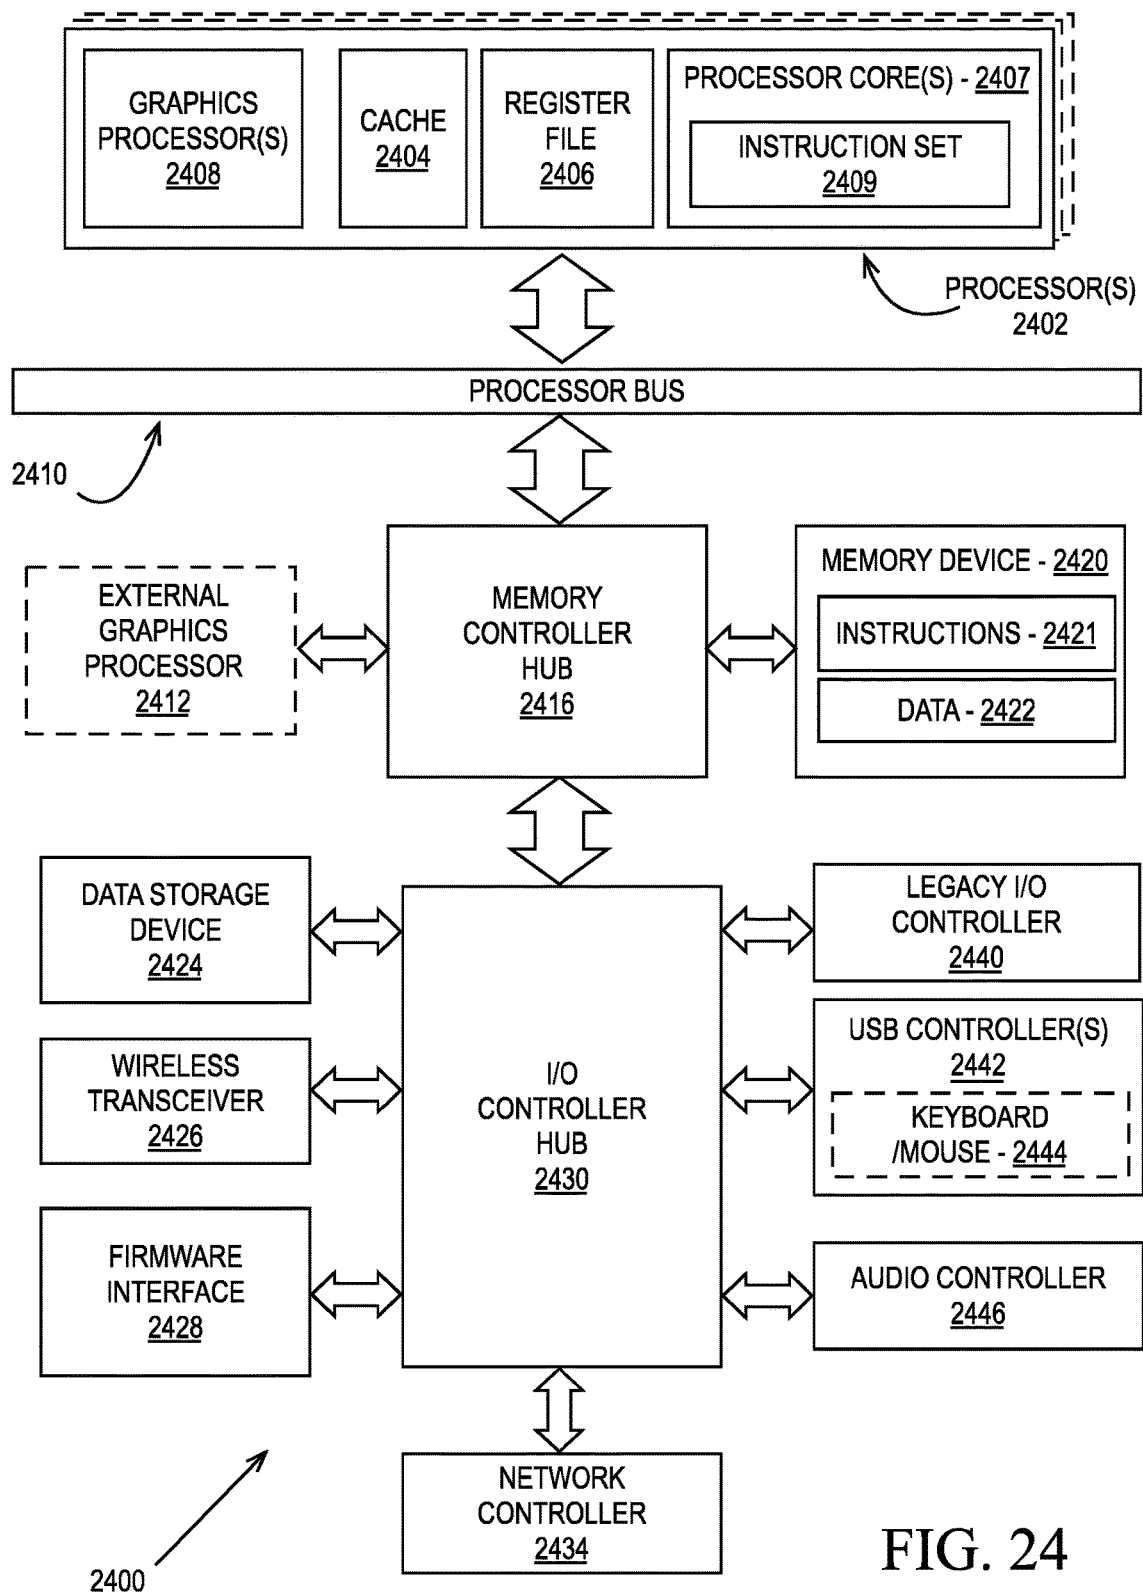 GRAPHICS
PROCESSOR(S)
2408
CACHE
2404
REGISTER
FILE
2406
PROCESSOR CORE(S) - 2407
INSTRUCTION SET
2409
PROCESSOR(S)
2402
PROCESSOR BUS
2410
EXTERNAL
GRAPHICS
PROCESSOR
2412
MEMORY
CONTROLLER
HUB
2416
MEMORY DEVICE - 2420
INSTRUCTIONS - 2421
DATA - 2422
DATA STORAGE
DEVICE
2424
WIRELESS
TRANSCEIVER
2426
FIRMWARE
INTERFACE
2428
I/O
CONTROLLER
HUB
2430
LEGACY I/O
CONTROLLER
2440
USB CONTROLLER(S)
2442
KEYBOARD
/MOUSE - 2444
AUDIO CONTROLLER
2446
NETWORK
CONTROLLER
2434
2400
FIG. 24